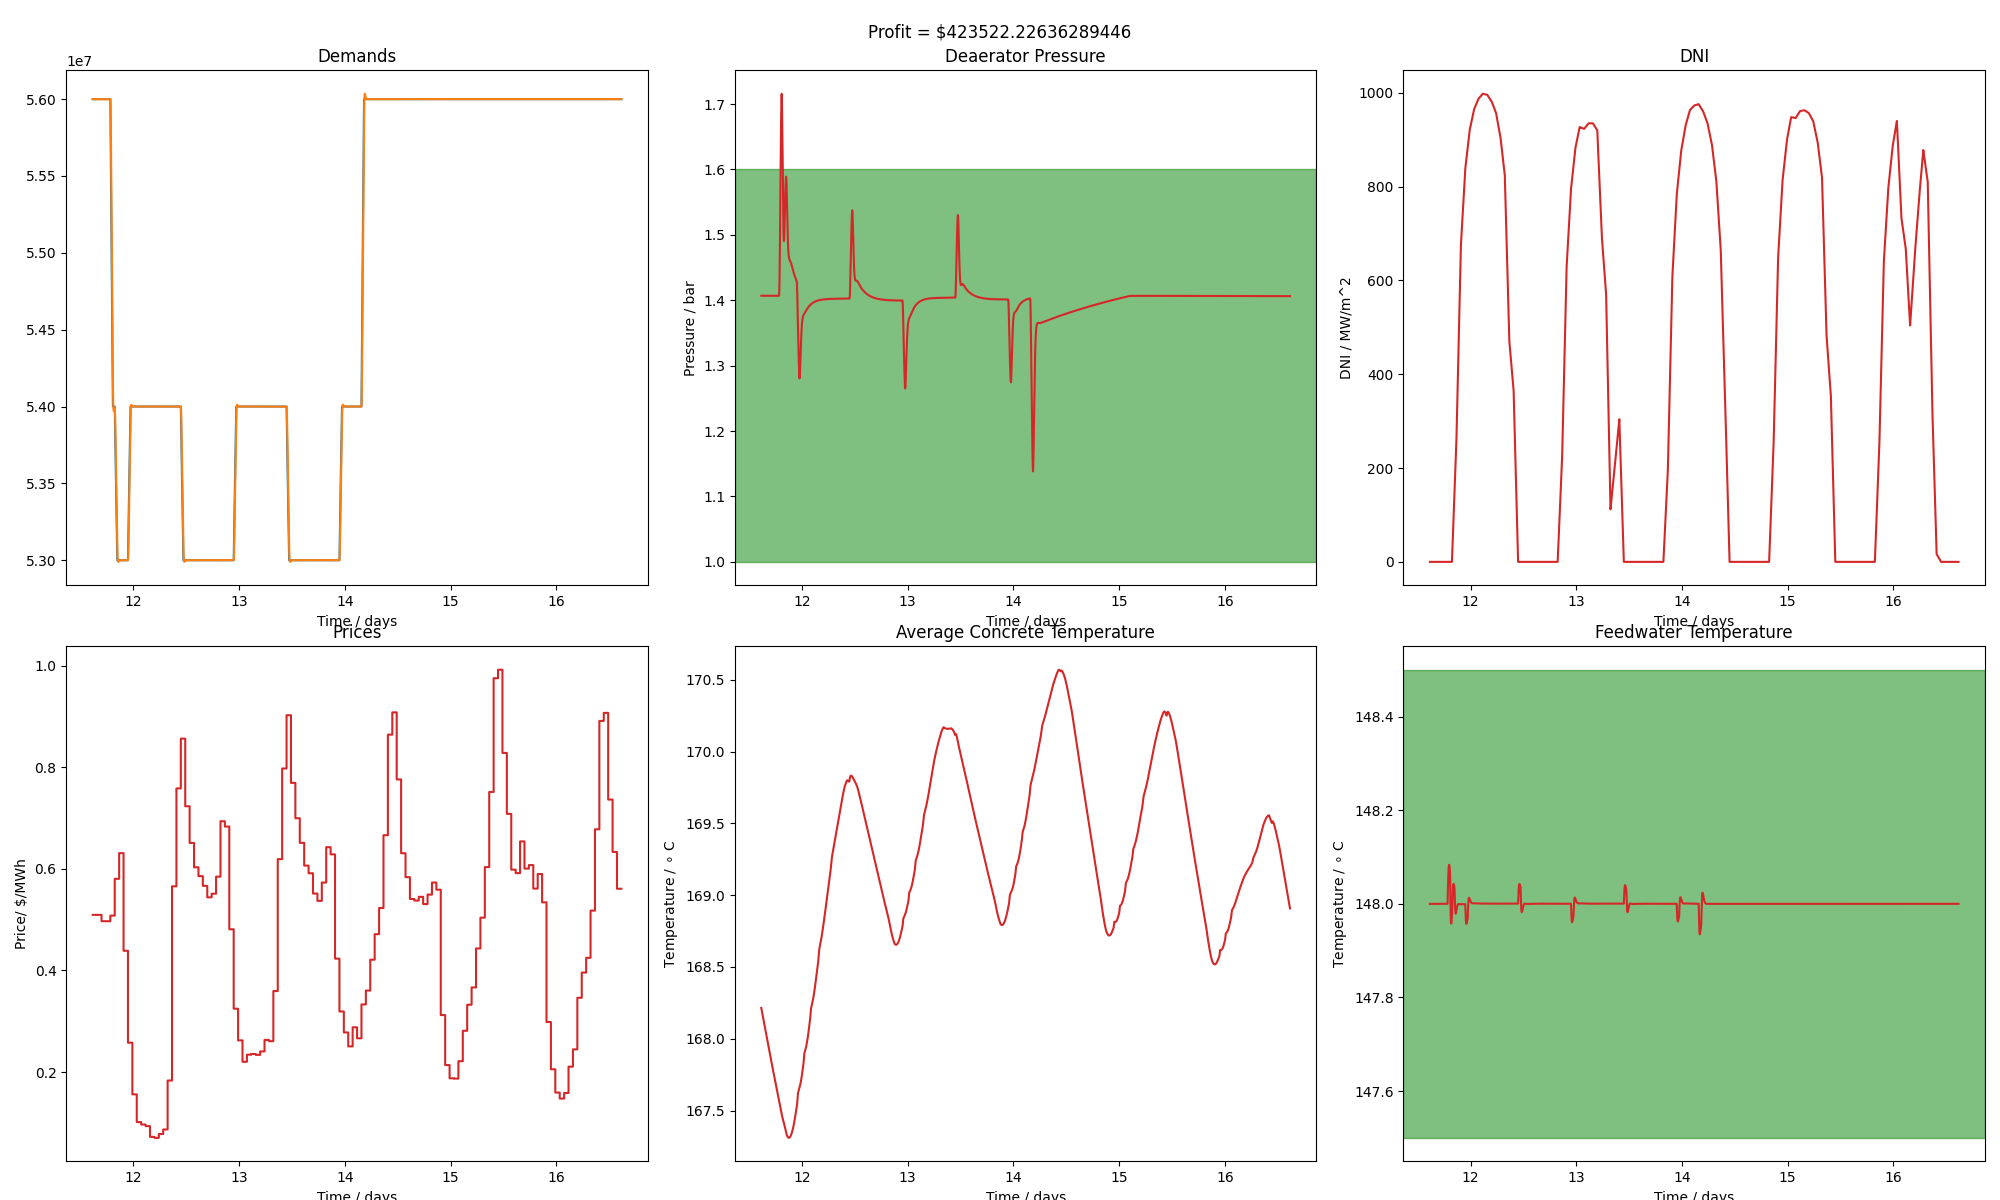 Profit = $423522.22636289446
Demands
1e7
5.60
5.55
5.50
5.45
5.40
5.35
5.30
12 13 14 15 16
Time / days
Deaerator Pressure
Pressure / bar
1.7
1.6
1.5
1.4
1.3
1.2
1.1
1.0
12 13 14 15 16
Time / days
DNI
DNI / MW/m^2
1000
800
600
400
200
0
12 13 14 15 16
Time / days
Prices
Price/ $/MWh
1.0
0.8
0.6
0.4
0.2
12 13 14 15 16
Time / days
Average Concrete Temperature
Temperature / ∘ C
170.5
170.0
169.5
169.0
168.5
168.0
167.5
12 13 14 15 16
Time / days
Feedwater Temperature
Temperature / ∘ C
148.4
148.2
148.0
147.8
147.6
12 13 14 15 16
Time / days